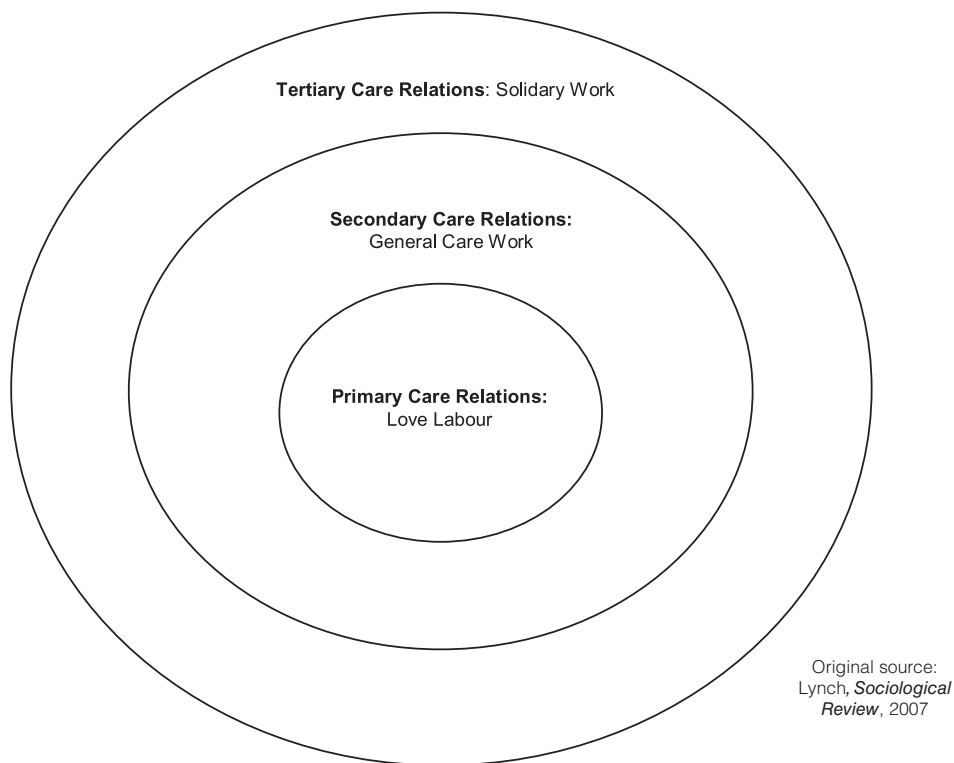 Tertiary Care Relations: Solidary Work
Secondary Care Relations:
General Care Work
Primary Care Relations:
Love Labour
Original source:
Lynch, Sociological
Review, 2007